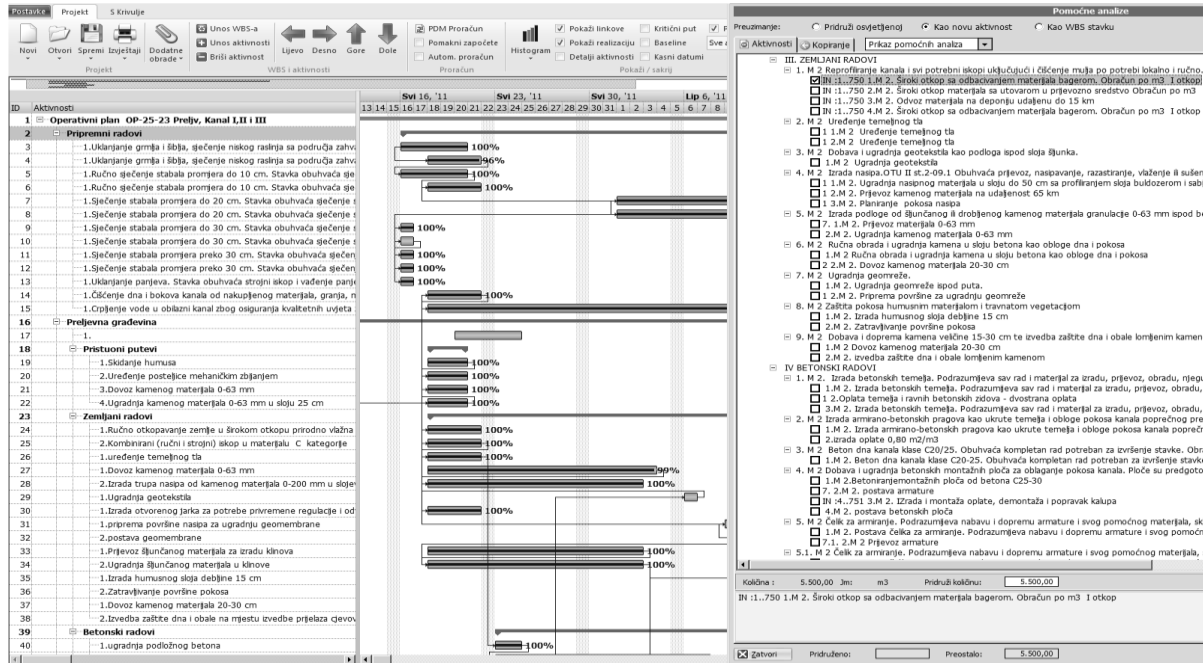 Postavke Projekt S Krivulje
Novi Otvori Spremi Izvještaji Dodatne obrade
Projekt
Unos WBS-a
Unos aktivnosti
Briši aktivnost
Lijevo Desno Gore Dole
WBS i aktivnosti
PDM Proračun
Pomakni započete
Autom. proračun
Proračun
Histogram
Pokaži linkove Kritični put
Pokaži realizaciju Baseline
Detalji aktivnosti Kasni datumi
Pokaži / sakrij
Svi 16, '11 Svi 23, '11 Svi 30, '11 Lip 6, '11
ID Aktivnosti 13 14 15 16 17 18 19 20 21 22 23 24 25 26 27 28 29 30 31 1 2 3 4 5 6 7 8
1 Operativni plan OP-25-23 Preljv, Kanal I,II i III
2 Pripremni radovi
3 1.Uklanjanje grmlja i šiblja, sječenje niskog raslinja sa područja zahv 100%
4 1.Uklanjanje grmlja i šiblja, sječenje niskog raslinja sa područja zahv 96%
5 1.Ručno sječenje stabala promjera do 10 cm. Stavka obuhvaća sje 100%
6 1.Ručno sječenje stabala promjera do 10 cm. Stavka obuhvaća sje 100%
7 1.Sječenje stabala promjera do 20 cm. Stavka obuhvaća sječenje s
8 1.Sječenje stabala promjera do 20 cm. Stavka obuhvaća sječenje s
9 1.Sječenje stabala promjera do 30 cm. Stavka obuhvaća sječenje s 100%
10 1.Sječenje stabala promjera do 30 cm. Stavka obuhvaća sječenje s
11 1.Sječenje stabala promjera preko 30 cm. Stavka obuhvaća sječen 100%
12 1.Sječenje stabala promjera preko 30 cm. Stavka obuhvaća sječen 100%
13 1.Uklanjanje panjeva. Stavka obuhvaća strojni iskop i vađenje panje 100%
14 1.Čišćenje dna i bokova kanala od nakupljenog materijala, granja, n 100%
15 1.Crpljenje vode u obilazni kanal zbog osiguranja kvalitetnih uvjeta
16 Preljevna građevina
17 1.
18 Pristuoni putevi
19 1.Skidanje humusa 100%
20 2.Uređenje posteljice mehaničkim zbijanjem 100%
21 3.Dovoz kamenog materijala 0-63 mm 100%
22 4.Ugradnja kamenog materijala 0-63 mm u sloju 25 cm 100%
23 Zemljani radovi
24 1.Ručno otkopavanje zemlje u širokom otkopu prirodno vlažna 100%
25 2.Kombinirani (ručni i strojni) iskop u materijalu C kategorije 100%
26 1.uređenje temeljnog tla 100%
27 1.Dovoz kamenog materijala 0-63 mm 99%
28 2.Izrada trupa nasipa od kamenog materijala 0-200 mm u slojev 100%
29 1.Ugradnja geotekstila
30 1.Izrada otvorenog jarka za potrebe privremene regulacije i od 100%
31 1.priprema površine nasipa za ugradnju geomembrane
32 2.postava geomembrane
33 1.Prijevoz šljunčanog materijala za izradu klinova 100%
34 2.Ugradnja šljunčanog materijala u klinove 100%
35 1.Izrada humusnog sloja debljine 15 cm
36 2.Zatravljivanje površine pokosa
37 1.Dovoz kamenog materijala 20-30 cm
38 2.Izvedba zaštite dna i obale na mjestu izvedbe prijelaza cjevov
39 Betonski radovi
40 1.ugradnja podložnog betona 100%
Pomoćne analize
Preuzimanje: Pridruži osvjetljenoj Kao novu aktivnost Kao WBS stavku
Aktivnosti Kopiranje Prikaz pomoćnih analiza
III. ZEMLJANI RADOVI
1. M 2 Reprofiliranje kanala i svi potrebni iskopi uključujući i čišćenje mulja po potrebi lokalno i ručno.
IN :1..750 1.M 2. Široki otkop sa odbacivanjem materijala bagerom. Obračun po m3 I otkop
IN :1..750 2.M 2. Široki otkop materijala sa utovarom u prijevozno sredstvo Obračun po m3
IN :1..750 3.M 2. Odvoz materijala na deponiju udaljenu do 15 km
IN :1..750 4.M 2. Široki otkop sa odbacivanjem materijala bagerom. Obračun po m3 I otkop
2. M 2 Uređenje temeljnog tla
1 1.M 2 Uređenje temeljnog tla
1 2.M 2 Uređenje temeljnog tla
3. M 2 Dobava i ugradnja geotekstila kao podloga ispod sloja šljunka.
1.M 2 Ugradnja geotekstila
4. M 2 Izrada nasipa.OTU II st.2-09.1 Obuhvaća prijevoz, nasipavanje, razastiranje, vlaženje ili sušen
1 1.M 2. Ugradnja nasipnog materijala u sloju do 50 cm sa profiliranjem sloja buldozerom i sabi
1 2.M 2. Prijevoz kamenog materijala na udaljenost 65 km
1 3.M 2. Planiranje pokosa nasipa
5. M 2 Izrada podloge od šljunčanog ili drobljenog kamenog materijala granulacije 0-63 mm ispod be
7. 1.M 2. Prijevoz materijala 0-63 mm
2.M 2. Ugradnja kamenog materijala 0-63 mm
6. M 2 Ručna obrada i ugradnja kamena u sloju betona kao obloge dna i pokosa
1.M 2 Ručna obrada i ugradnja kamena u sloju betona kao obloge dna i pokosa
2 2.M 2. Dovoz kamenog materijala 20-30 cm
7. M 2 Ugradnja geomreže.
1.M 2. Ugradnja geomreže ispod puta.
1 2.M 2. Priprema površine za ugradnju geomreže
8. M 2 Zaštita pokosa humusnim materijalom i travnatom vegetacijom
1.M 2. Izrada humusnog sloja debljine 15 cm
2.M 2. Zatravljivanje površine pokosa
9. M 2 Dobava i doprema kamena veličine 15-30 cm te izvedba zaštite dna i obale lomljenim kamen
1.M 2 Dovoz kamenog materijala 20-30 cm
2.M 2. izvedba zaštite dna i obale lomljenim kamenom
IV BETONSKI RADOVI
1. M 2. Izrada betonskih temelja. Podrazumjeva sav rad i materijal za izradu, prijevoz, obradu, njegu
1.M 2. Izrada betonskih temelja. Podrazumjeva sav rad i materijal za izradu, prijevoz, obradu,
1 2.Oplata temelja i ravnih betonskih zidova - dvostrana oplata
3.M 2. Izrada betonskih temelja. Podrazumjeva sav rad i materijal za izradu, prijevoz, obradu,
2. M 2 Izrada armirano-betonskih pragova kao ukrute temelja i obloge pokosa kanala poprečnog pre
1.M 2. Izrada armirano-betonskih pragova kao ukrute temelja i obloge pokosa kanala popreč
2.izrada oplate 0,80 m2/m3
3. M 2 Beton dna kanala klase C20/25. Obuhvaća kompletan rad potreban za izvršenje stavke. Obr
1.M 2. Beton dna kanala klase C20-25. Obuhvaća kompletan rad potreban za izvršenje stavke
4. M 2 Dobava i ugradnja betonskih montažnih ploča za oblaganje pokosa kanala. Ploče su predgoto
1.M 2.Betoniranjemontažnih ploča od betona C25-30
7. 2.M 2. postava armature
IN :4..751 3.M 2. IZrada i montaža oplate, demontaža i popravak kalupa
4.M 2. postava betonskih ploča
5. M 2 Čelik za armiranje. Podrazumjeva nabavu i dopremu armature i svog pomoćnog materijala, sk
1.M 2. Postava čelika za armiranje. Podrazumjeva nabavu i dopremu armature i svog pomoćn
7.1. 2.M 2 Prijevoz armature
5.1. M 2 Čelik za armiranje. Podrazumjeva nabavu i dopremu armature i svog pomoćnog materijala,
Količina : 5.500,00 Jm: m3 Pridruži količinu: 5.500,00
IN :1..750 1.M 2. Široki otkop sa odbacivanjem materijala bagerom. Obračun po m3 I otkop
Zatvori Pridruženo: Preostalo: 5.500,00